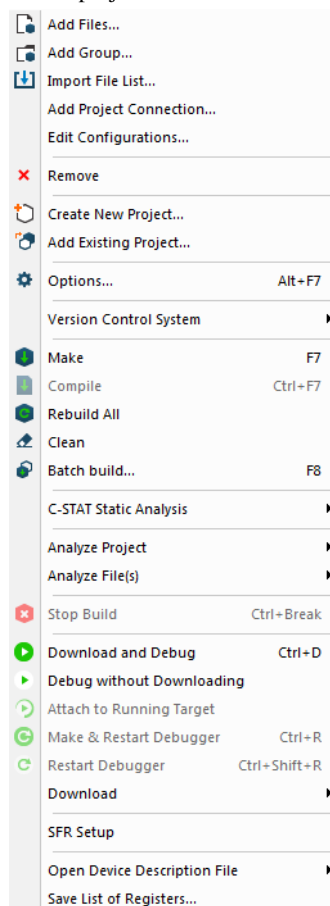 Add Files...
Add Group...
Import File List...
Add Project Connection...
Edit Configurations...
Remove
Create New Project...
Add Existing Project...
Options... Alt+F7
Version Control System
Make F7
Compile Ctrl+F7
Rebuild All
Clean
Batch build... F8
C-STAT Static Analysis
Analyze Project
Analyze File(s)
Stop Build Ctrl+Break
Download and Debug Ctrl+D
Debug without Downloading
Attach to Running Target
Make & Restart Debugger Ctrl+R
Restart Debugger Ctrl+Shift+R
Download
SFR Setup
Open Device Description File
Save List of Registers...